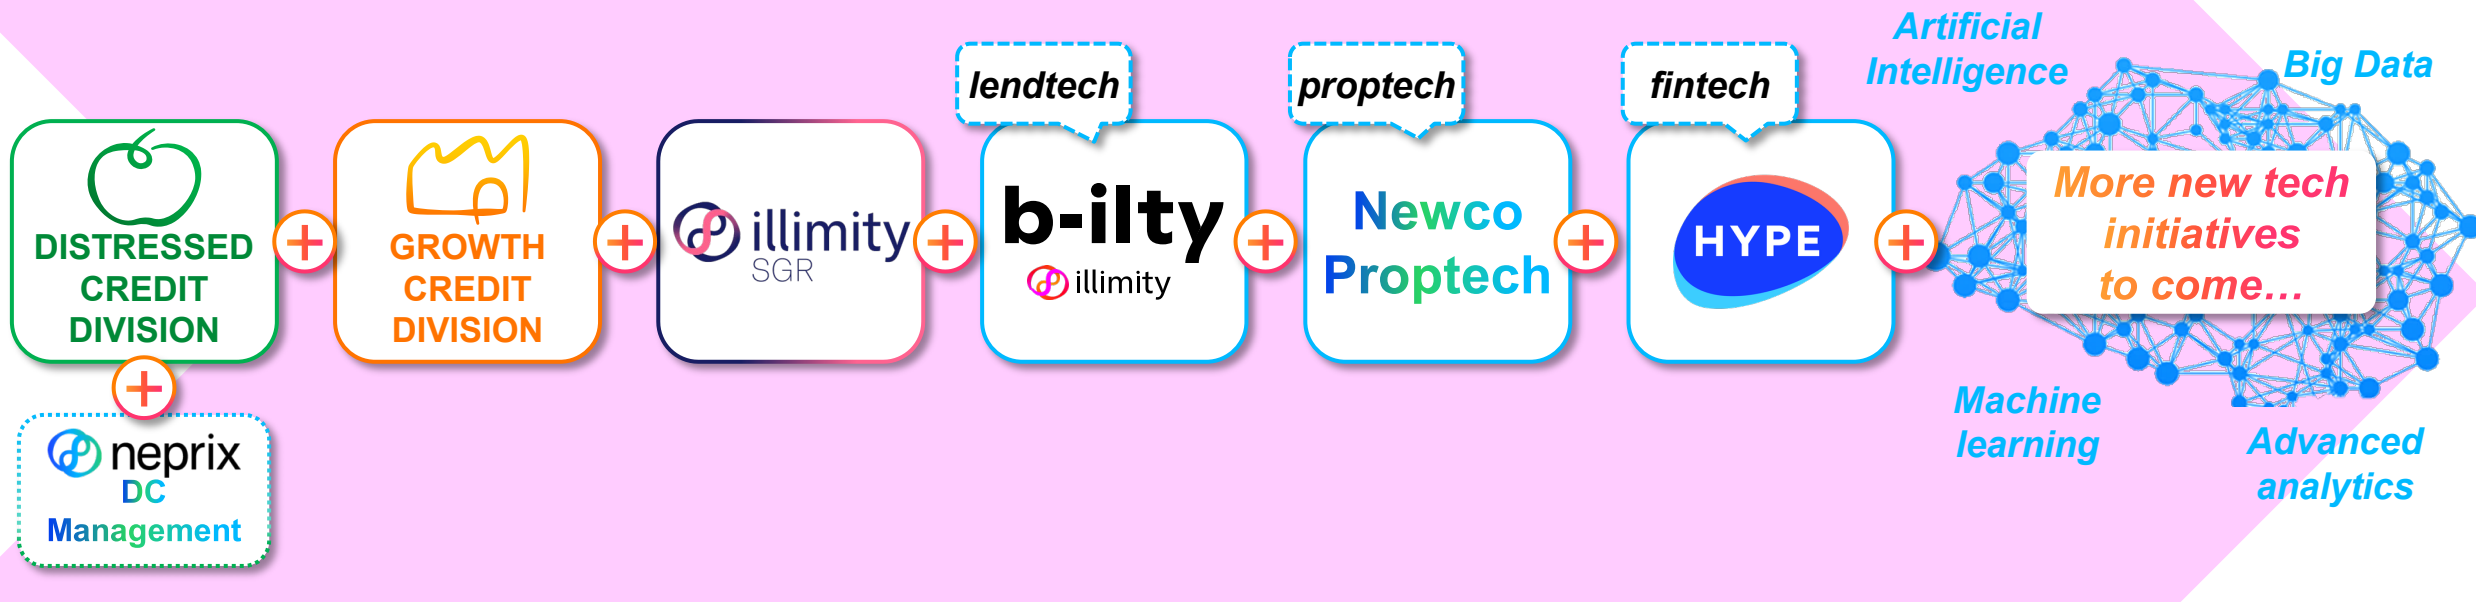 DISTRESSED
CREDIT
DIVISION
neprix
DC
Management
GROWTH
CREDIT
DIVISION
illimity
SGR
lendtech
b-ilty
illimity
proptech
Newco
Proptech
fintech
HYPE
Artificial
Intelligence
Big Data
More new tech
initiatives
to come...
Machine
learning
Advanced
analytics